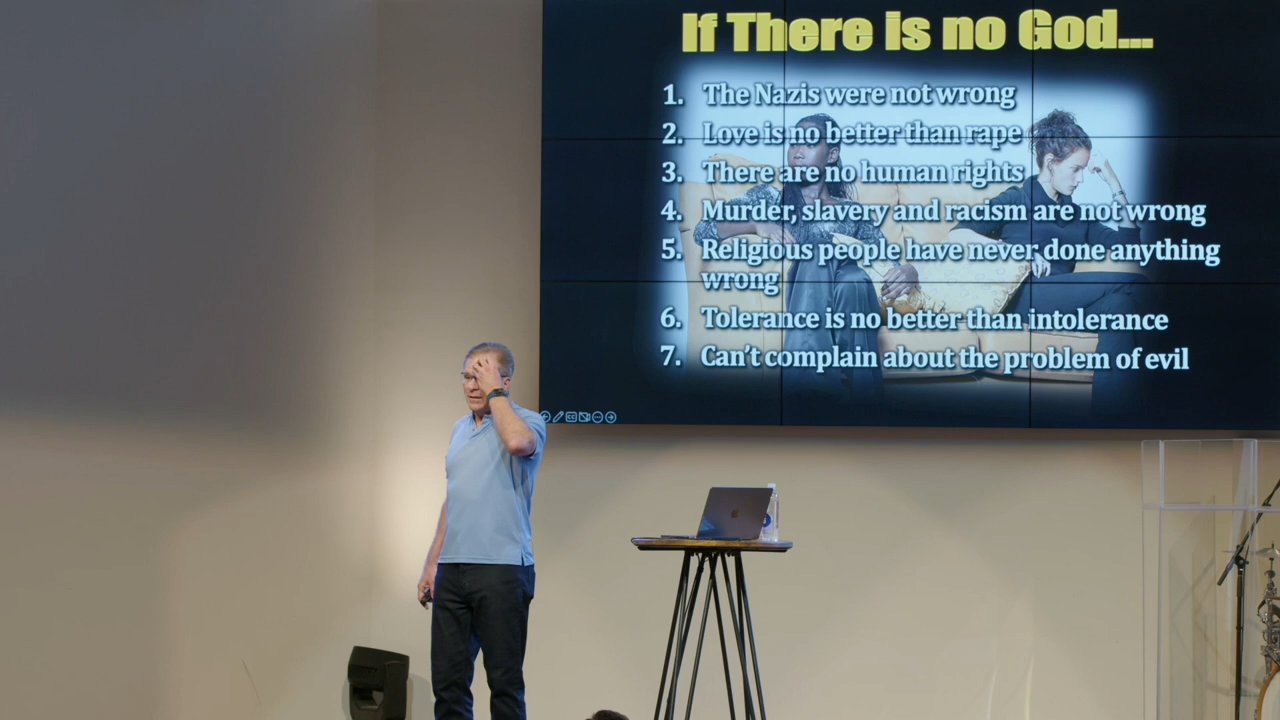 If There is no God...
1. The Nazis were not wrong
2. Love is no better than rape
3. There are no human rights
4. Murder, slavery and racism are not wrong
5. Religious people have never done anything
wrong
6. Tolerance is no better than intolerance
7. Can't complain about the problem of evil